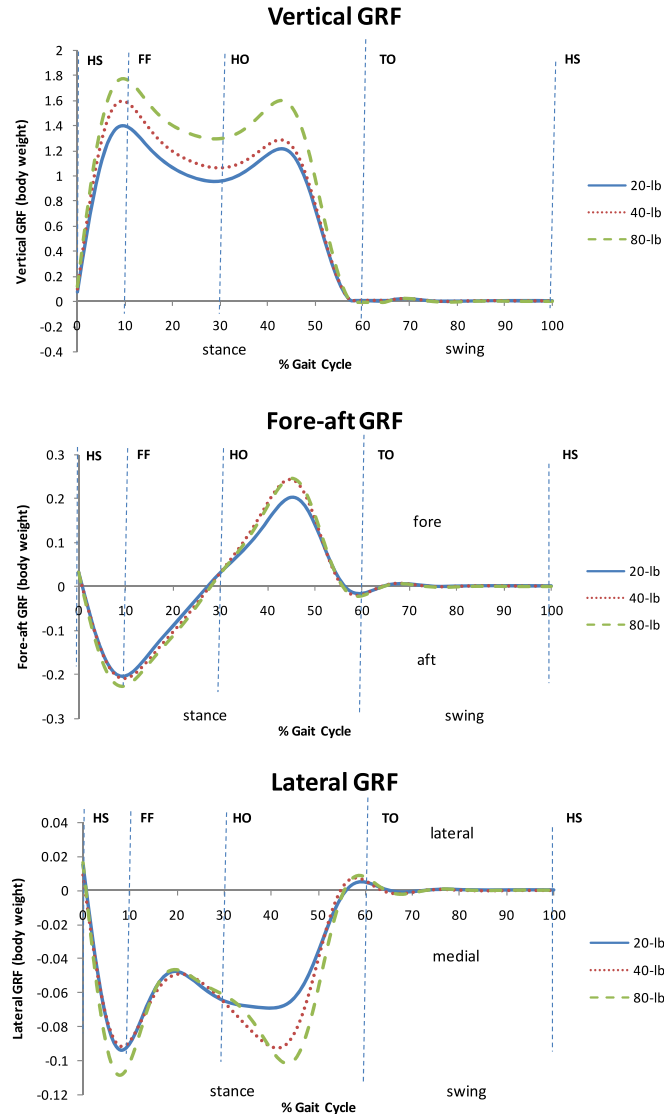 Vertical GRF
HS FF HO TO HS
Vertical GRF (body weight)
2
1.8
1.6
1.4
1.2
1
0.8
0.6
0.4
0.2
0
-0.2
-0.4
0 10 20 30 40 50 60 70 80 90 100
stance swing
% Gait Cycle
20-lb
40-lb
80-lb
Fore-aft GRF
HS FF HO TO HS
Fore-aft GRF (body weight)
0.3
0.2
0.1
0
-0.1
-0.2
-0.3
0 10 20 30 40 50 60 70 80 90 100
fore
aft
stance swing
% Gait Cycle
20-lb
40-lb
80-lb
Lateral GRF
HS FF HO TO HS
Lateral GRF (body weight)
0.04
0.02
0
-0.02
-0.04
-0.06
-0.08
-0.1
-0.12
0 10 20 30 40 50 60 70 80 90 100
lateral
medial
stance swing
% Gait Cycle
20-lb
40-lb
80-lb